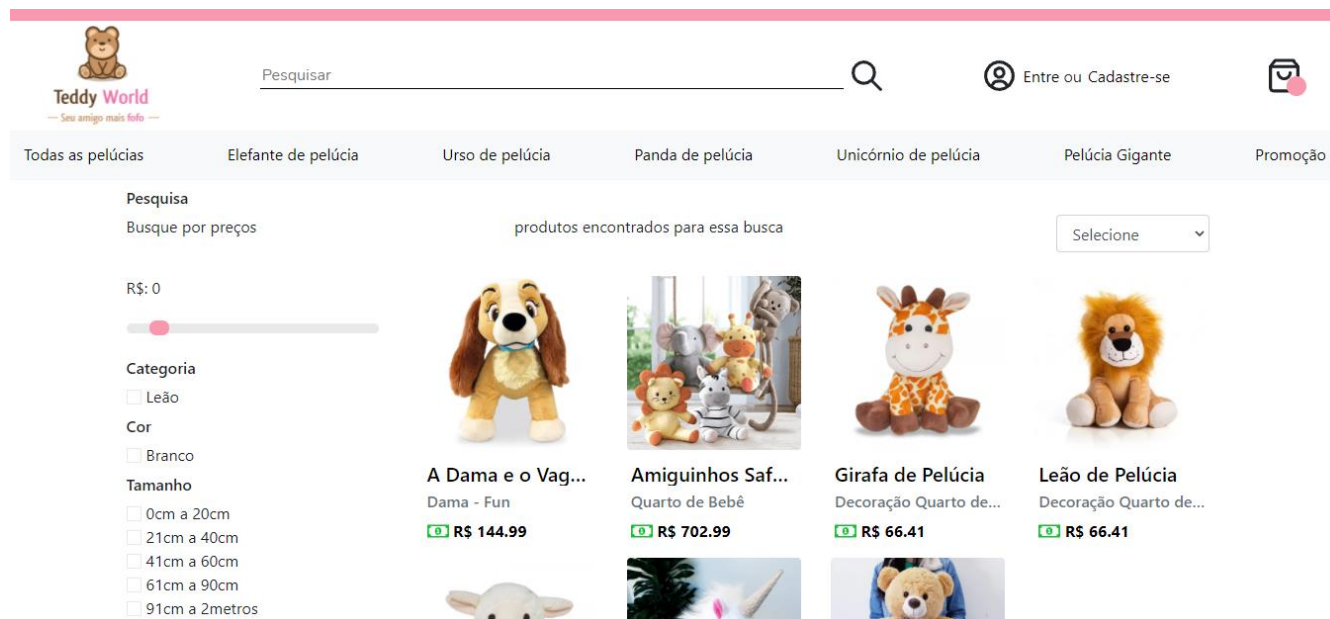 Pesquisar
Entre ou Cadastre-se
Teddy World
— Seu amigo mais fofo —
Todas as pelúcias
Elefante de pelúcia
Urso de pelúcia
Panda de pelúcia
Unicórnio de pelúcia
Pelúcia Gigante
Promoção
Pesquisa
Busque por preços
R$: 0
Categoria
Leão
Cor
Branco
Tamanho
0cm a 20cm
21cm a 40cm
41cm a 60cm
61cm a 90cm
91cm a 2metros
produtos encontrados para essa busca
Selecione
A Dama e o Vag...
Dama - Fun
R$ 144.99
Amiguinhos Saf...
Quarto de Bebê
R$ 702.99
Girafa de Pelúcia
Decoração Quarto de...
R$ 66.41
Leão de Pelúcia
Decoração Quarto de...
R$ 66.41